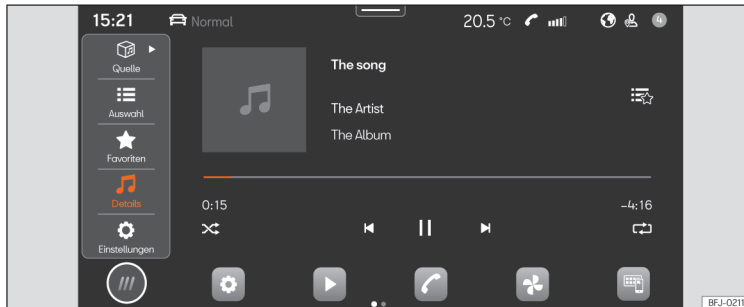 15:21
Normal
20.5 °C
4
Quelle
Auswahl
Favoriten
Details
Einstellungen
The song
The Artist
The Album
0:15
-4:16
BFJ-0211